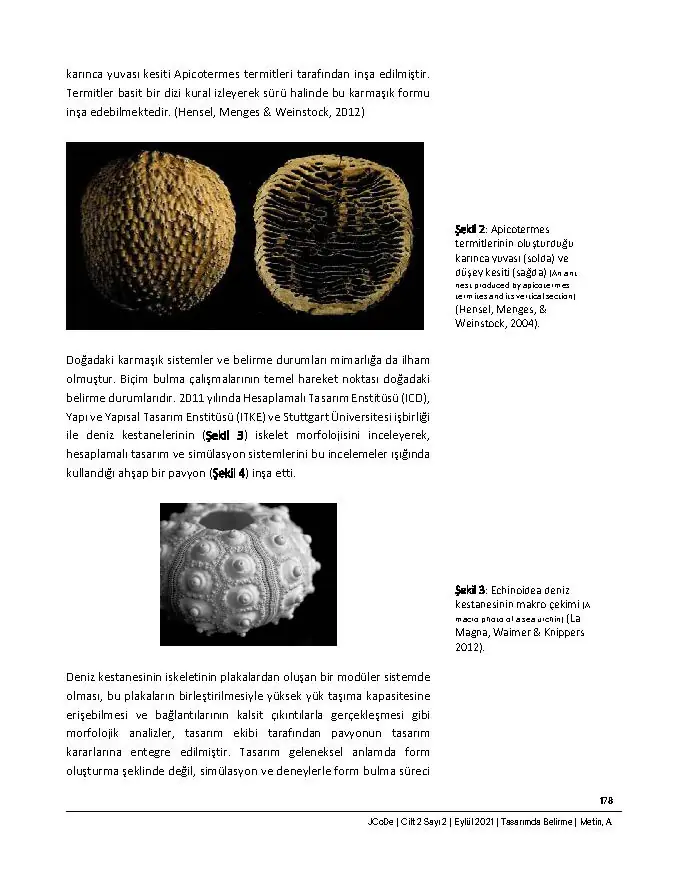 karınca yuvası kesiti Apicotermes termitleri tarafından inşa edilmiştir.
Termitler basit bir dizi kural izleyerek sürü halinde bu karmaşık formu
inşa edebilmektedir. (Hensel, Menges & Weinstock, 2012)
Şekil 2: Apicotermes
termitlerinin oluşturduğu
karınca yuvası (solda) ve
düşey kesiti (sağda) (An ant
nest produced by apicotermes
termites and its vertical section)
(Hensel, Menges, &
Weinstock, 2004).
Doğadaki karmaşık sistemler ve belirme durumları mimarlığa da ilham
olmuştur. Biçim bulma çalışmalarının temel hareket noktası doğadaki
belirme durumlarıdır. 2011 yılında Hesaplamalı Tasarım Enstitüsü (ICD),
Yapı ve Yapısal Tasarım Enstitüsü (ITKE) ve Stuttgart Üniversitesi işbirliği
ile deniz kestanelerinin (Şekil 3) iskelet morfolojisini inceleyerek,
hesaplamalı tasarım ve simülasyon sistemlerini bu incelemeler ışığında
kullandığı ahşap bir pavyon (Şekil 4) inşa etti.
Şekil 3: Echinoidea deniz
kestanesinin makro çekimi (A
macro photo of a sea urchin) (La
Magna, Waimer & Knippers
2012).
Deniz kestanesinin iskeletinin plakalardan oluşan bir modüler sistemde
olması, bu plakaların birleştirilmesiyle yüksek yük taşıma kapasitesine
erişebilmesi ve bağlantılarının kalsit çıkıntılarla gerçekleşmesi gibi
morfolojik analizler, tasarım ekibi tarafından pavyonun tasarım
kararlarına entegre edilmiştir. Tasarım geleneksel anlamda form
oluşturma şeklinde değil, simülasyon ve deneylerle form bulma süreci
178
JCoDe | Cilt 2 Sayı 2 | Eylül 2021 | Tasarımda Belirme | Metin, A.